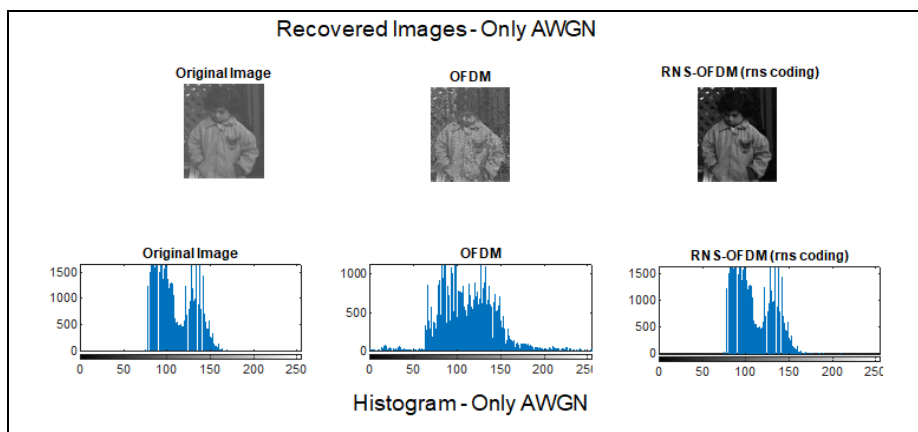 Recovered Images - Only AWGN
Original Image
OFDM
RNS-OFDM (rns coding)
Original Image
OFDM
RNS-OFDM (rns coding)
1500
1000
500
0
0 50 100 150 200 250
1000
500
0
0 50 100 150 200 250
1500
1000
500
0
0 50 100 150 200 25
Histogram - Only AWGN